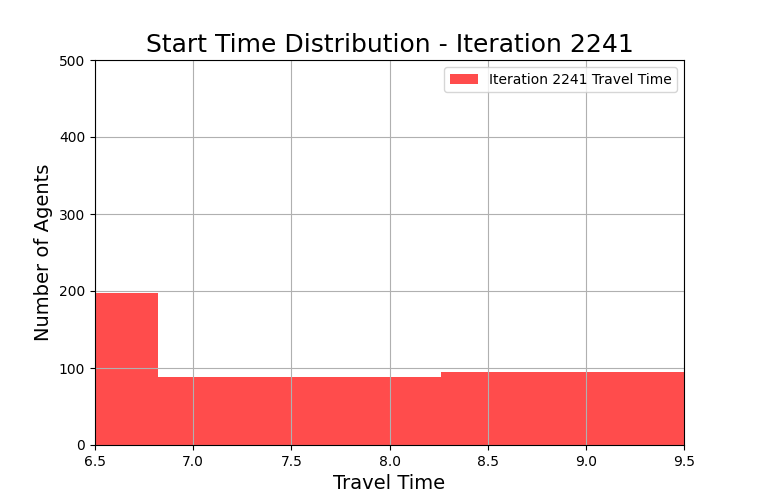 Start Time Distribution - Iteration 2241
Iteration 2241 Travel Time
Number of Agents
500
400
300
200
100
0
6.5 7.0 7.5 8.0 8.5 9.0 9.5
Travel Time